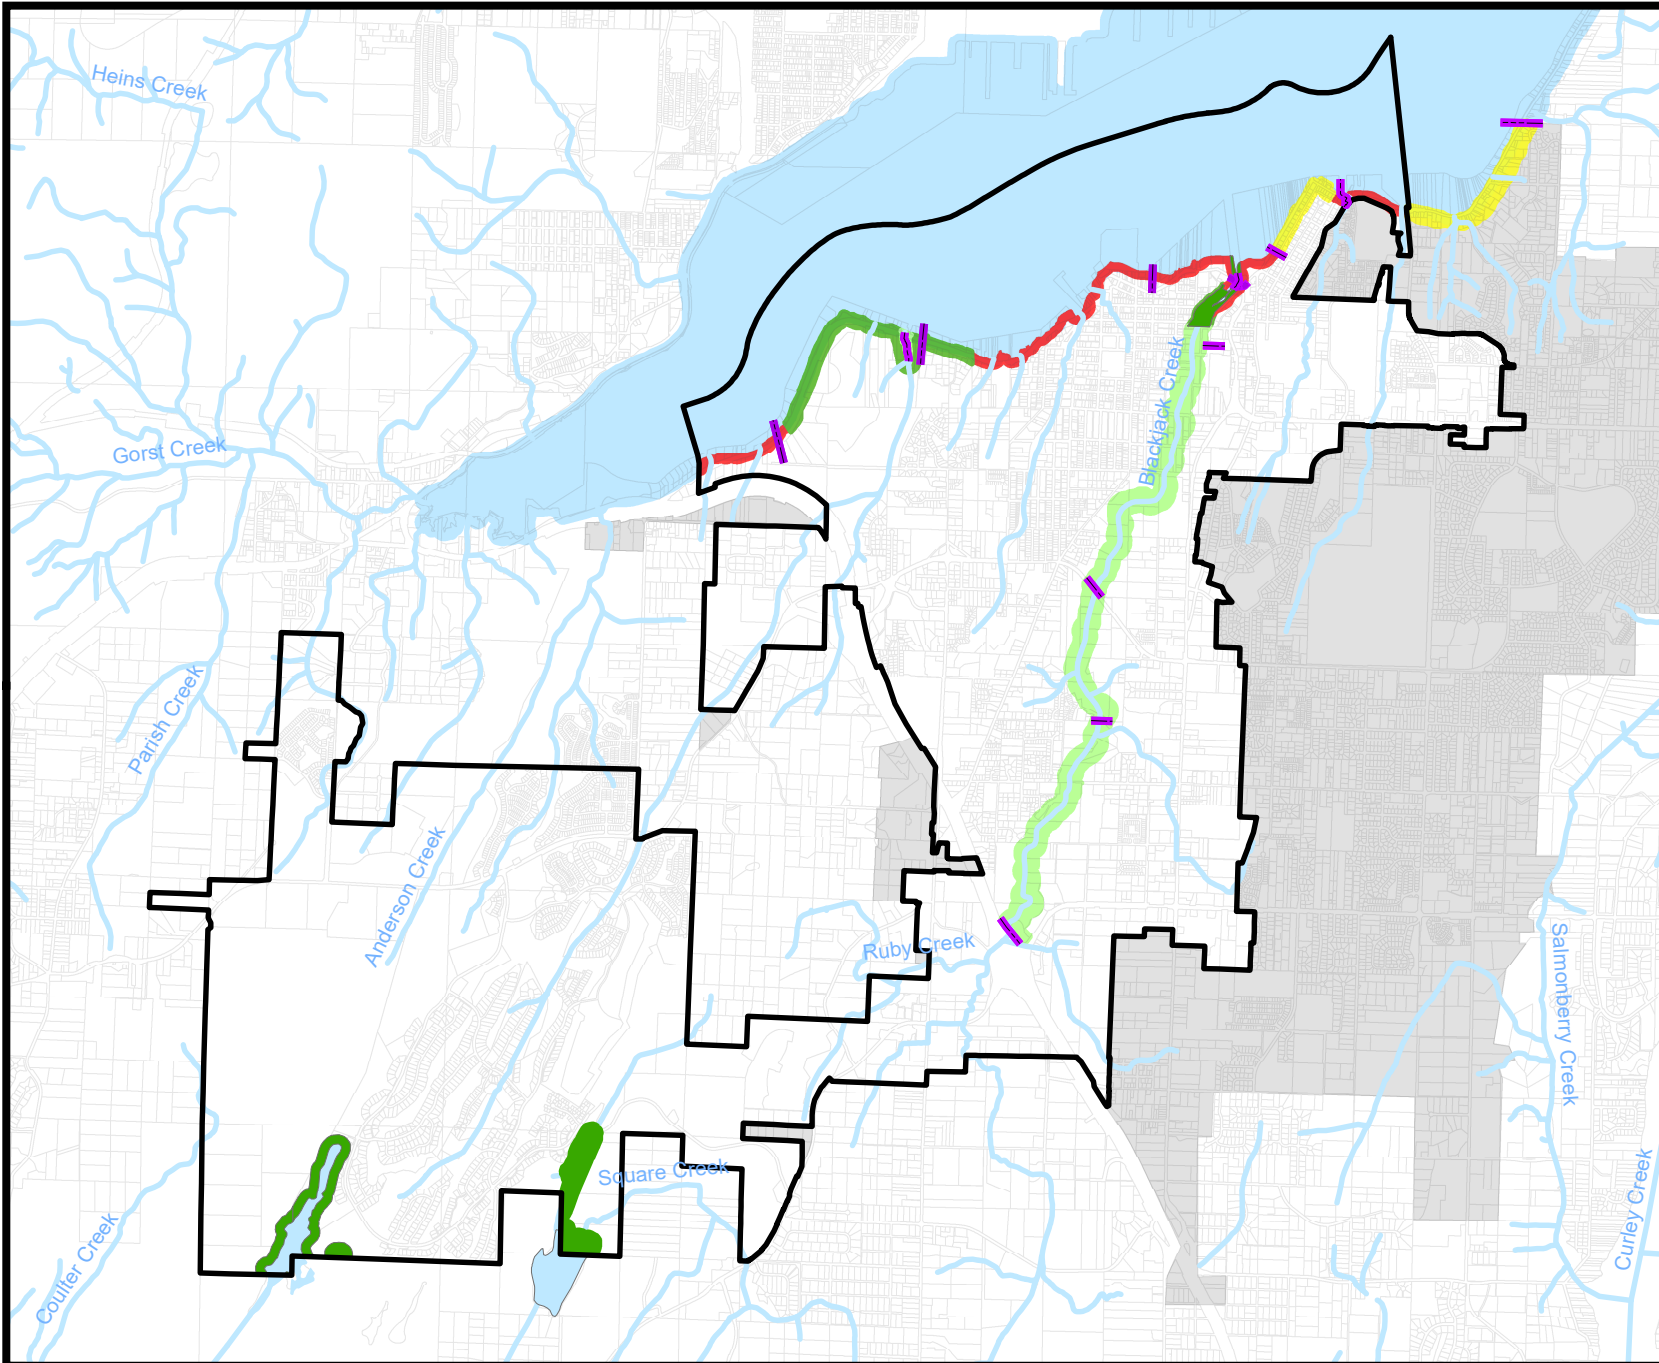 Heins Creek
Gorst Creek
Blackjack Creek
Parish Creek
Anderson Creek
Ruby Creek
Salmonberry Creek
Square Creek
Coulter Creek
Curley Creek